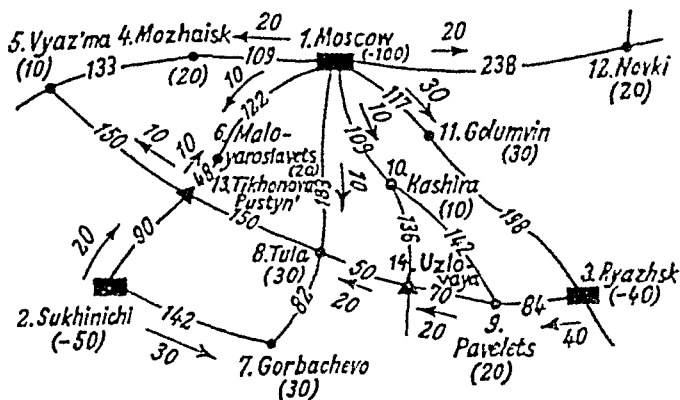 20
5. Vyaz'ma 4. Mozhaisk
1. Moscow
(-100)
20
(10)
133
(20)
109
238
12. Novki
(20)
10
122
117
30
10
109
11. Golumvin
(30)
150
10
10
6. Malo-
yaroslavets
(20)
48
13. Tikhonova
Pustyn'
183
10
10.
Kashira
(10)
198
20
90
150
8. Tula
(30)
50
20
136
142
14. Uzlo-
vaya
70
20
3. Ryazhsk
(-40)
84
40
2. Sukhinichi
(-50)
142
30
82
7. Gorbachevo
(30)
9.
Pavelets
(20)